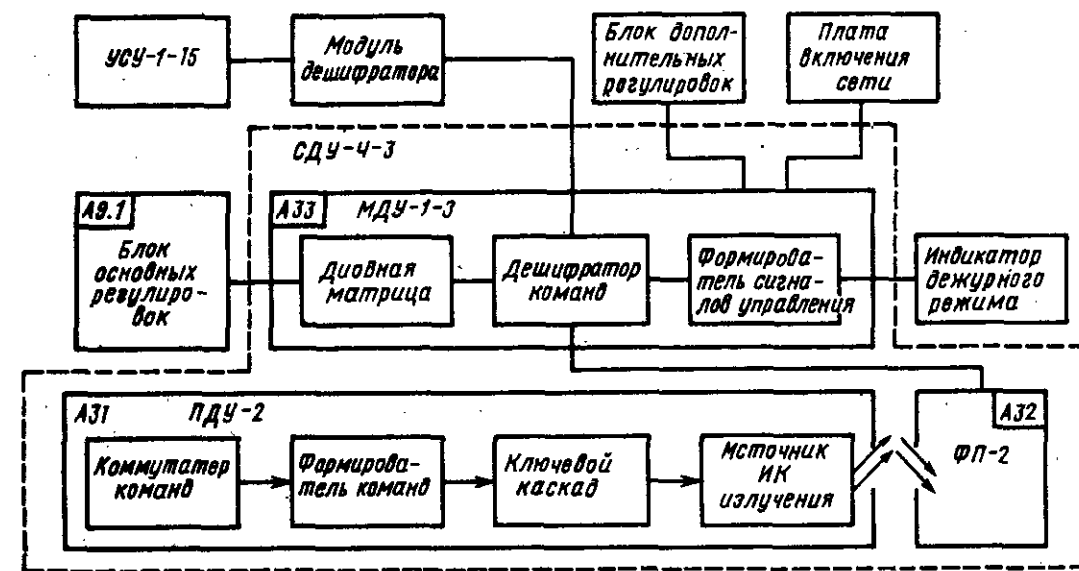 УСУ-1-15
Модуль
дешифратора
Блок допол-
нительных
регулировок
Плата
включения
сети
СДУ-4-3
А9.1
Блок
основных
регулиро-
вок
А33
МДУ-1-3
Диодная
матрица
Дешифратор
команд
Формирова-
тель сигна-
лов управления
Индикатор
дежурного
режима
А31
ПДУ-2
Коммутатер
команд
Формирова-
тель команд
Ключевой
каскад
Источник
ИК
излучения
А32
ФП-2